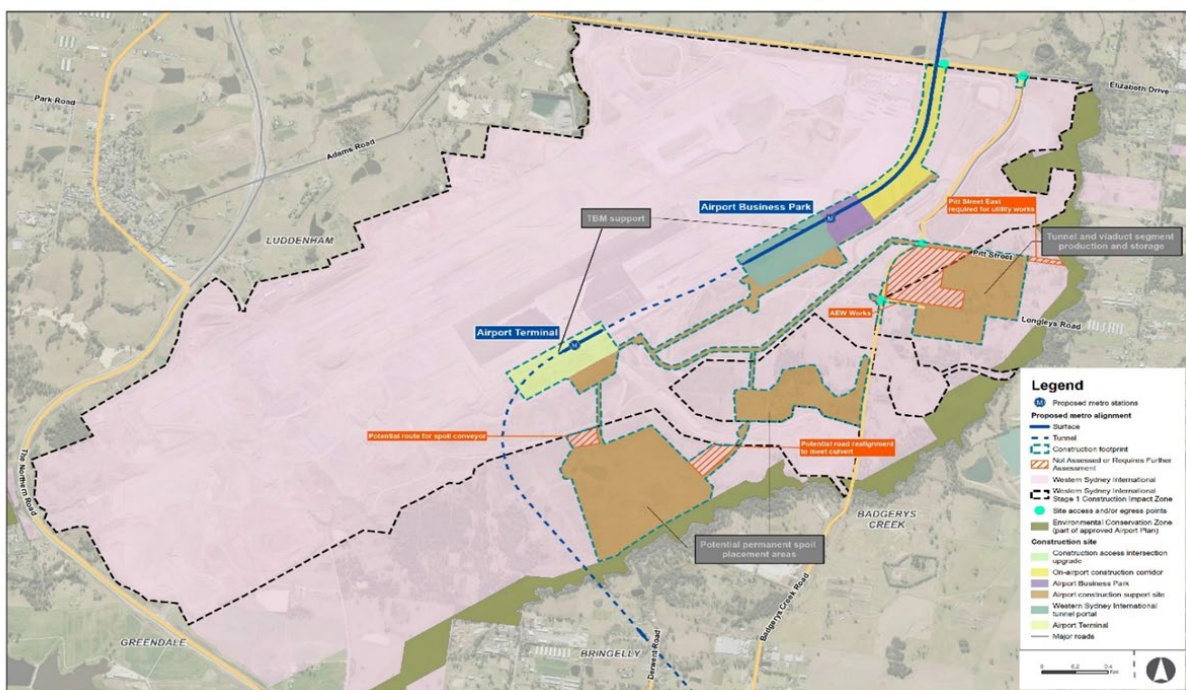 Park Road
Adams Road
Elizabeth Drive
LUDDENHAM
TBM support
Airport Business Park
Pitt Street East
required for utility works
Tunnel and viaduct segment
production and storage
Pitt Street
AEW Works
Longleys Road
Airport Terminal
M
M
Potential route for spoil conveyor
Potential road realignment
to meet culvert
The Northern Road
BADGERYS
CREEK
Potential permanent spoil
placement areas
Badgerys Creek Road
GREENDALE
BRINGELLY
Derwent Road
Legend
M Proposed metro stations
Proposed metro alignment
Surface
Tunnel
Construction footprint
Not Assessed or Requires Further
Assessment
Western Sydney International
Western Sydney International
Stage 1 Construction Impact Zone
Site access and/or egress points
Environmental Conservation Zone
(part of approved Airport Plan)
Construction site
Construction access intersection
upgrade
On-airport construction corridor
Airport Business Park
Airport construction support site
Western Sydney International
tunnel portal
Airport Terminal
Major roads
0 0.2 0.4
Km